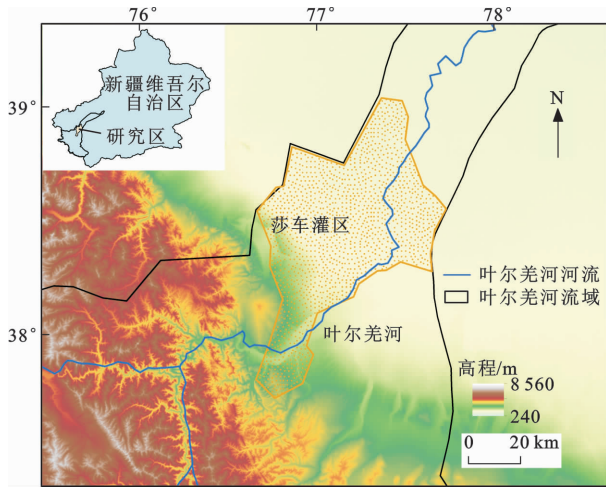 76°
77°
78°
39°
38°
新疆维吾尔
自治区
研究区
N
莎车灌区
叶尔羌河
叶尔羌河河流
叶尔羌河流域
高程/m
8 560
240
0 20 km